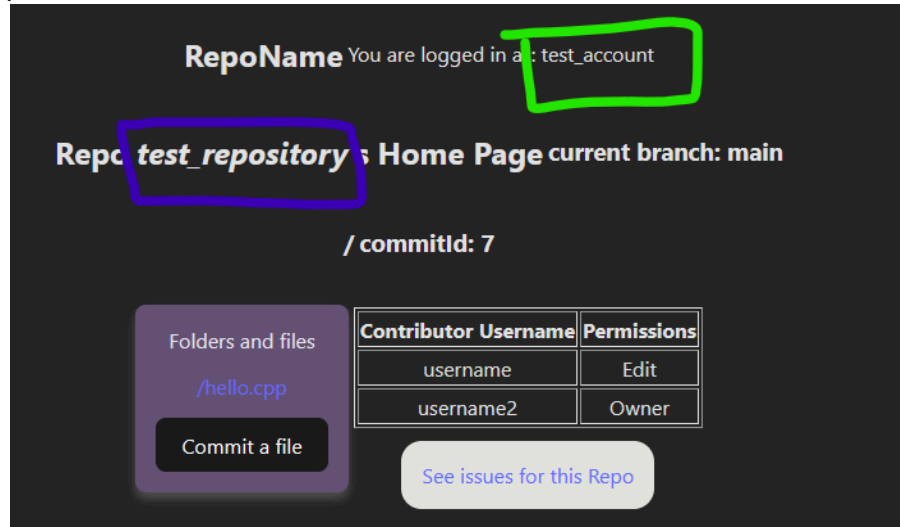 RepoName You are logged in as: test_account
Repo test_repository's Home Page current branch: main
/ commitId: 7
Folders and files
/hello.cpp
Commit a file
Contributor Username Permissions
username Edit
username2 Owner
See issues for this Repo